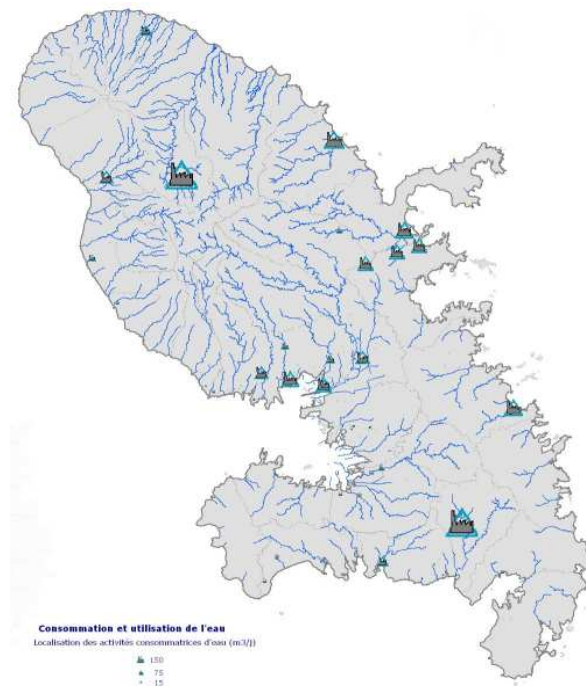 Consommation et utilisation de l'eau
Localisation des activités consommatrices d'eau (m3/j)
150
75
15